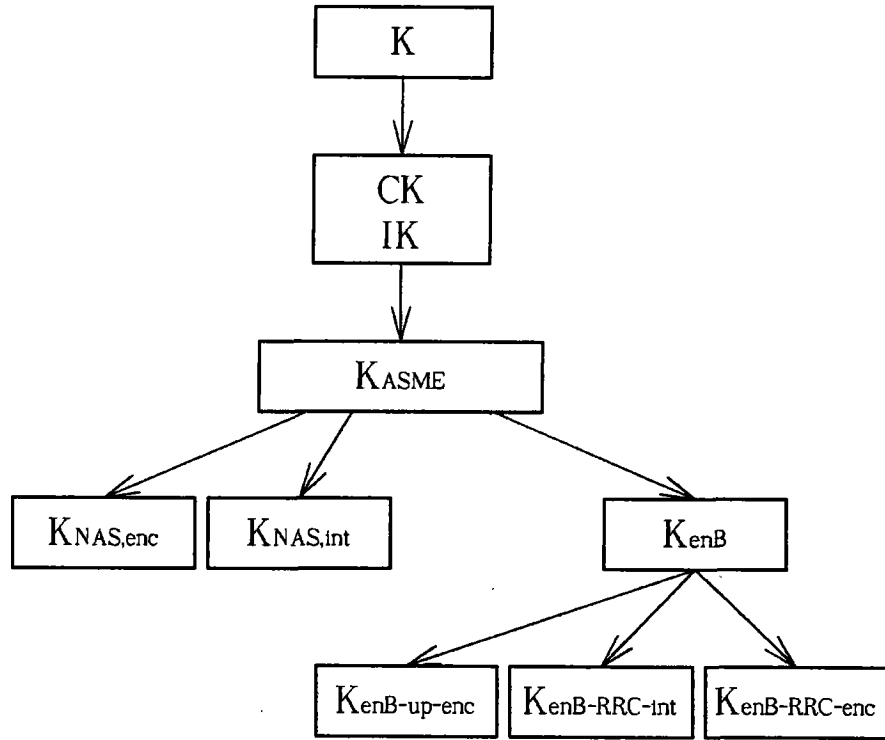 K
CK
IK
KASME
KNAS,enc
KNAS,int
KenB
KenB-up-enc
KenB-RRC-int
KenB-RRC-enc